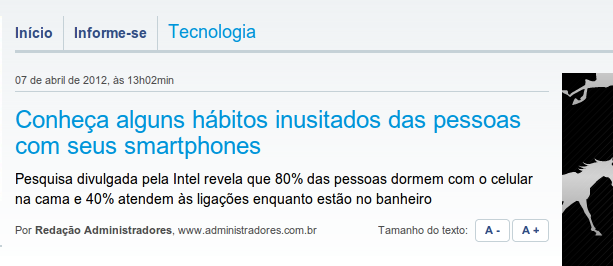 Início Informe-se Tecnologia
07 de abril de 2012, às 13h02min
Conheça alguns hábitos inusitados das pessoas
com seus smartphones
Pesquisa divulgada pela Intel revela que 80% das pessoas dormem com o celular
na cama e 40% atendem às ligações enquanto estão no banheiro
Por Redação Administradores, www.administradores.com.br Tamanho do texto: A - A +